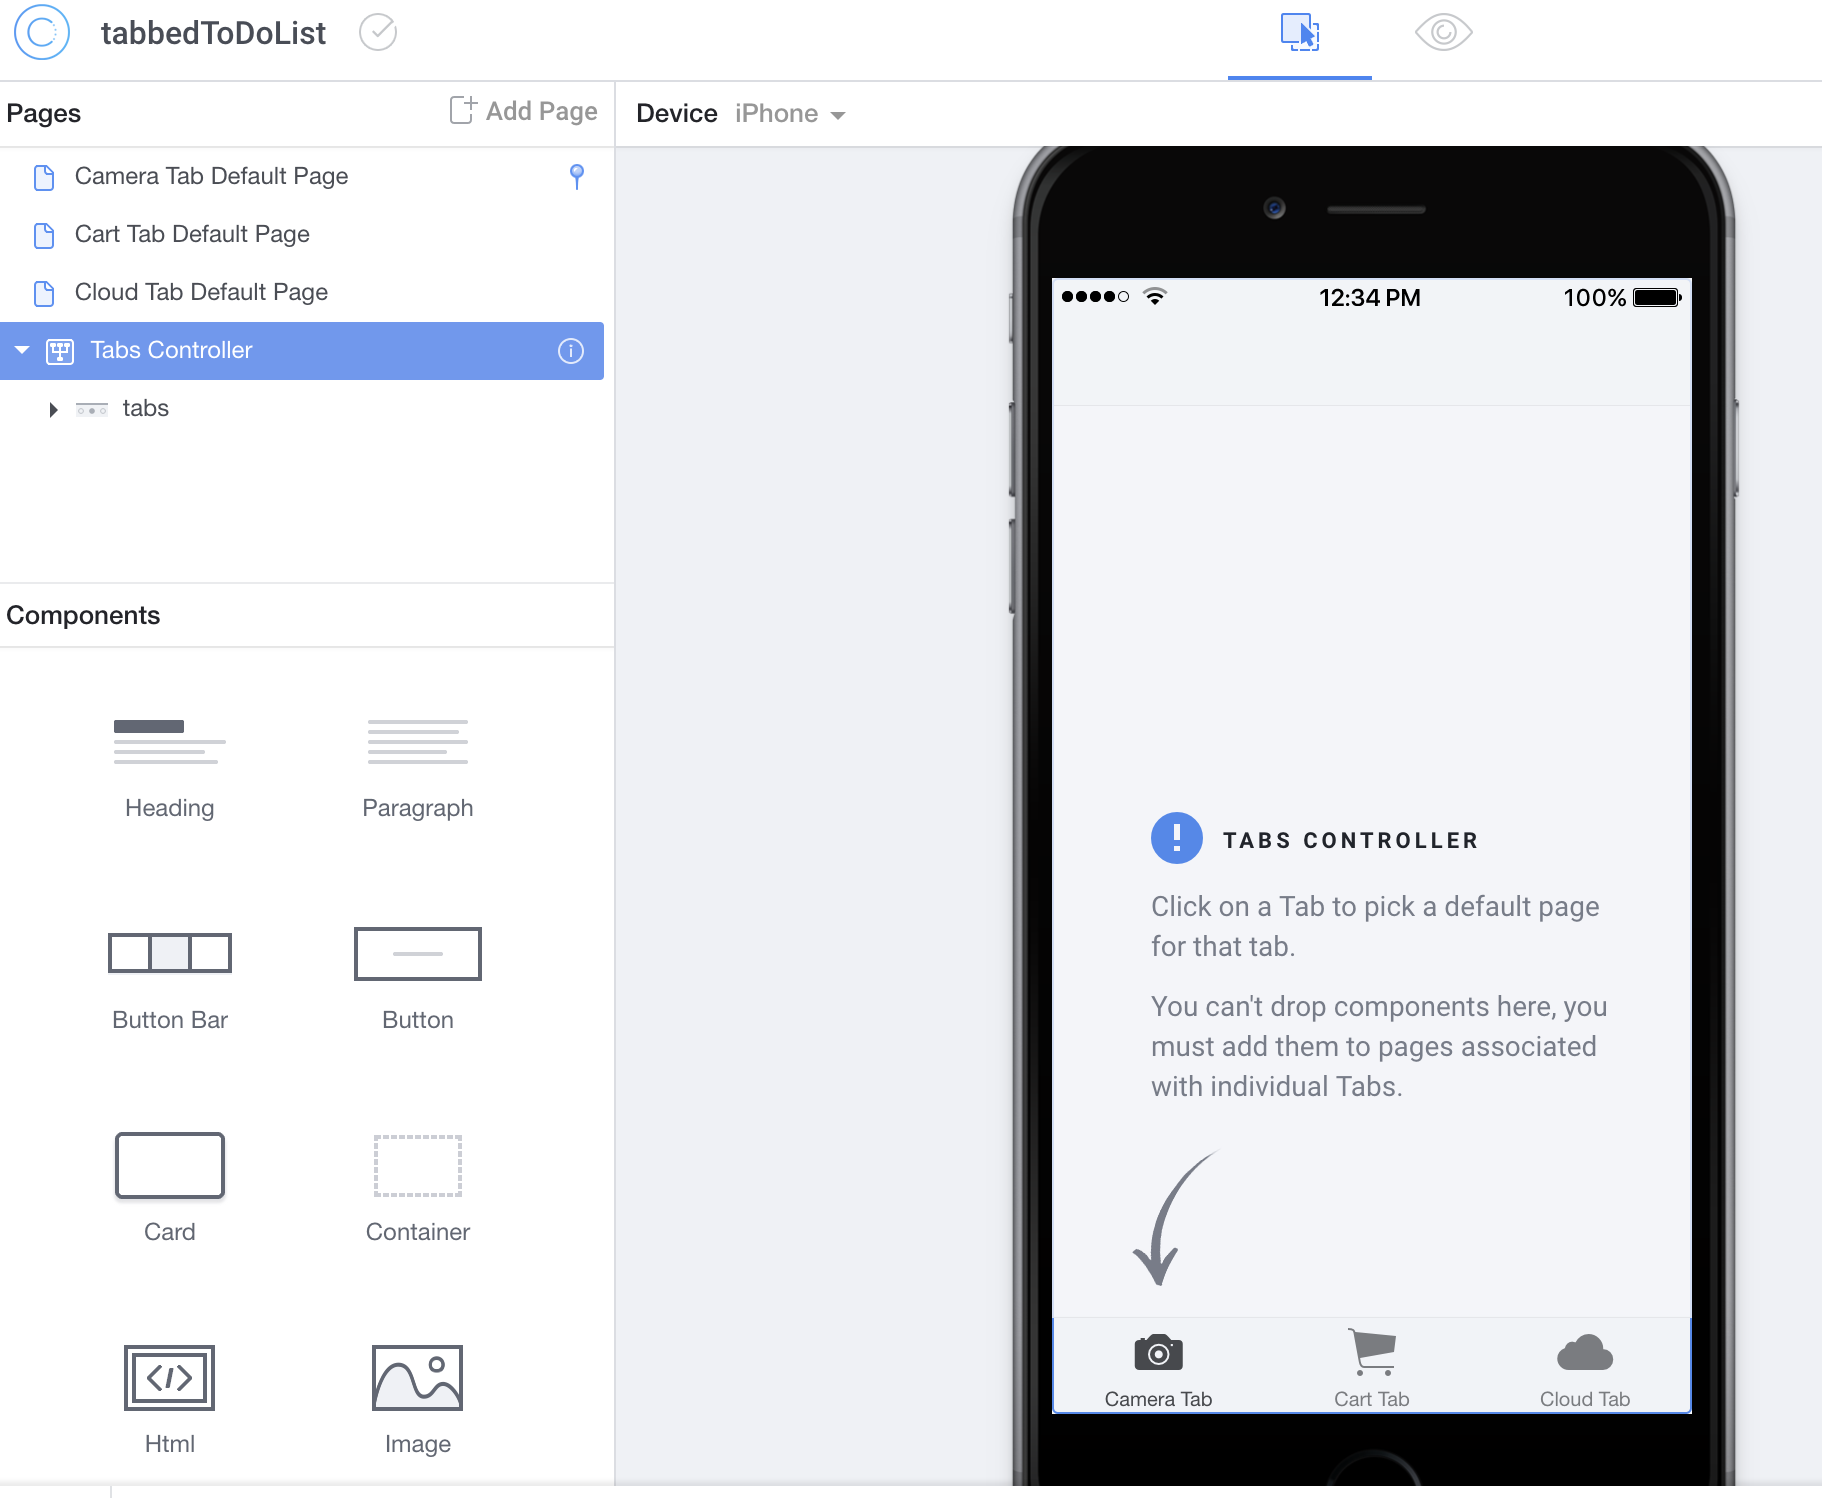 tabbedToDoList
Pages
Add Page
Device iPhone
Camera Tab Default Page
Cart Tab Default Page
Cloud Tab Default Page
Tabs Controller
tabs
Components
Heading
Paragraph
Button Bar
Button
Card
Container
Html
Image
12:34 PM
100%
TABS CONTROLLER
Click on a Tab to pick a default page
for that tab.
You can't drop components here, you
must add them to pages associated
with individual Tabs.
Camera Tab
Cart Tab
Cloud Tab